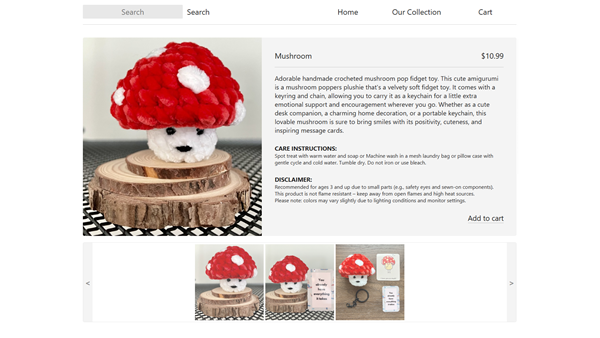 Search Search Home Our Collection Cart
Mushroom $10.99
Adorable handmade crocheted mushroom pop fidget toy. This cute amigurumi
is a mushroom poppers plushie that's a velvety soft fidget toy. It comes with a
keyring and chain, allowing you to carry it as a keychain for a little extra
emotional support and encouragement wherever you go. Whether as a cute
desk companion, a charming home decoration, or a portable keychain, this
lovable mushroom is sure to bring smiles with its positivity, cuteness, and
inspiring message cards.
CARE INSTRUCTIONS:
Spot treat with warm water and soap or Machine wash in a mesh laundry bag or pillow case with
gentle cycle and cold water. Tumble dry. Do not iron or use bleach.
DISCLAIMER:
Recommended for ages 3 and up due to small parts (e.g., safety eyes and sewn-on components).
This product is not flame resistant – keep away from open flames and high heat sources.
Please note: colors may vary slightly due to lighting conditions and monitor settings.
Add to cart
< >
You
already
have
everything
it takes